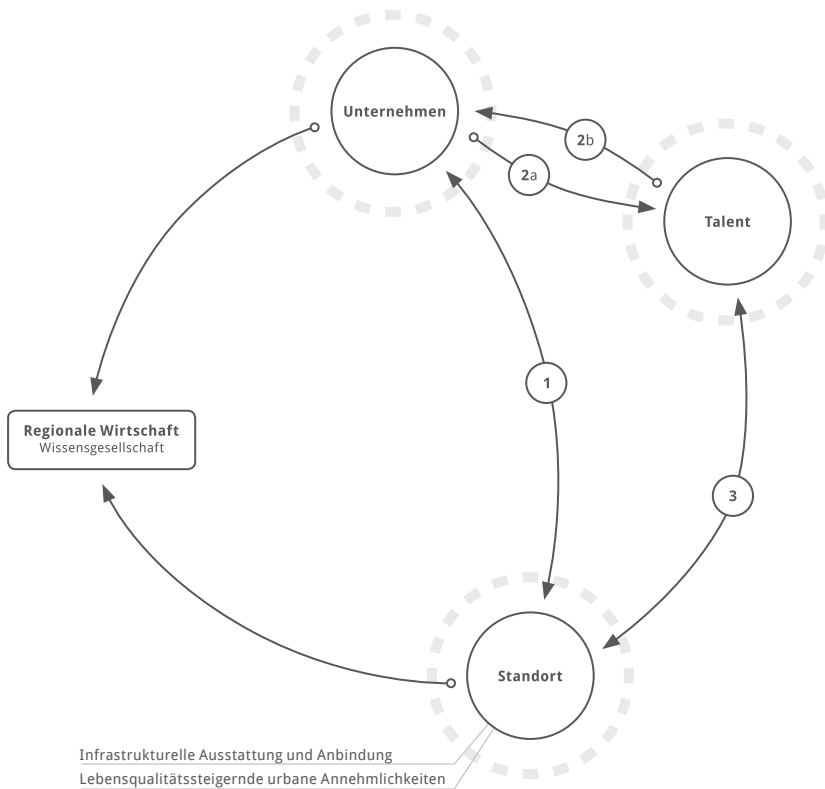 Unternehmen
2b
2a
Talent
1
Regionale Wirtschaft
Wissensgesellschaft
3
Standort
Infrastrukturelle Ausstattung und Anbindung
Lebensqualitätssteigernde urbane Annehmlichkeiten